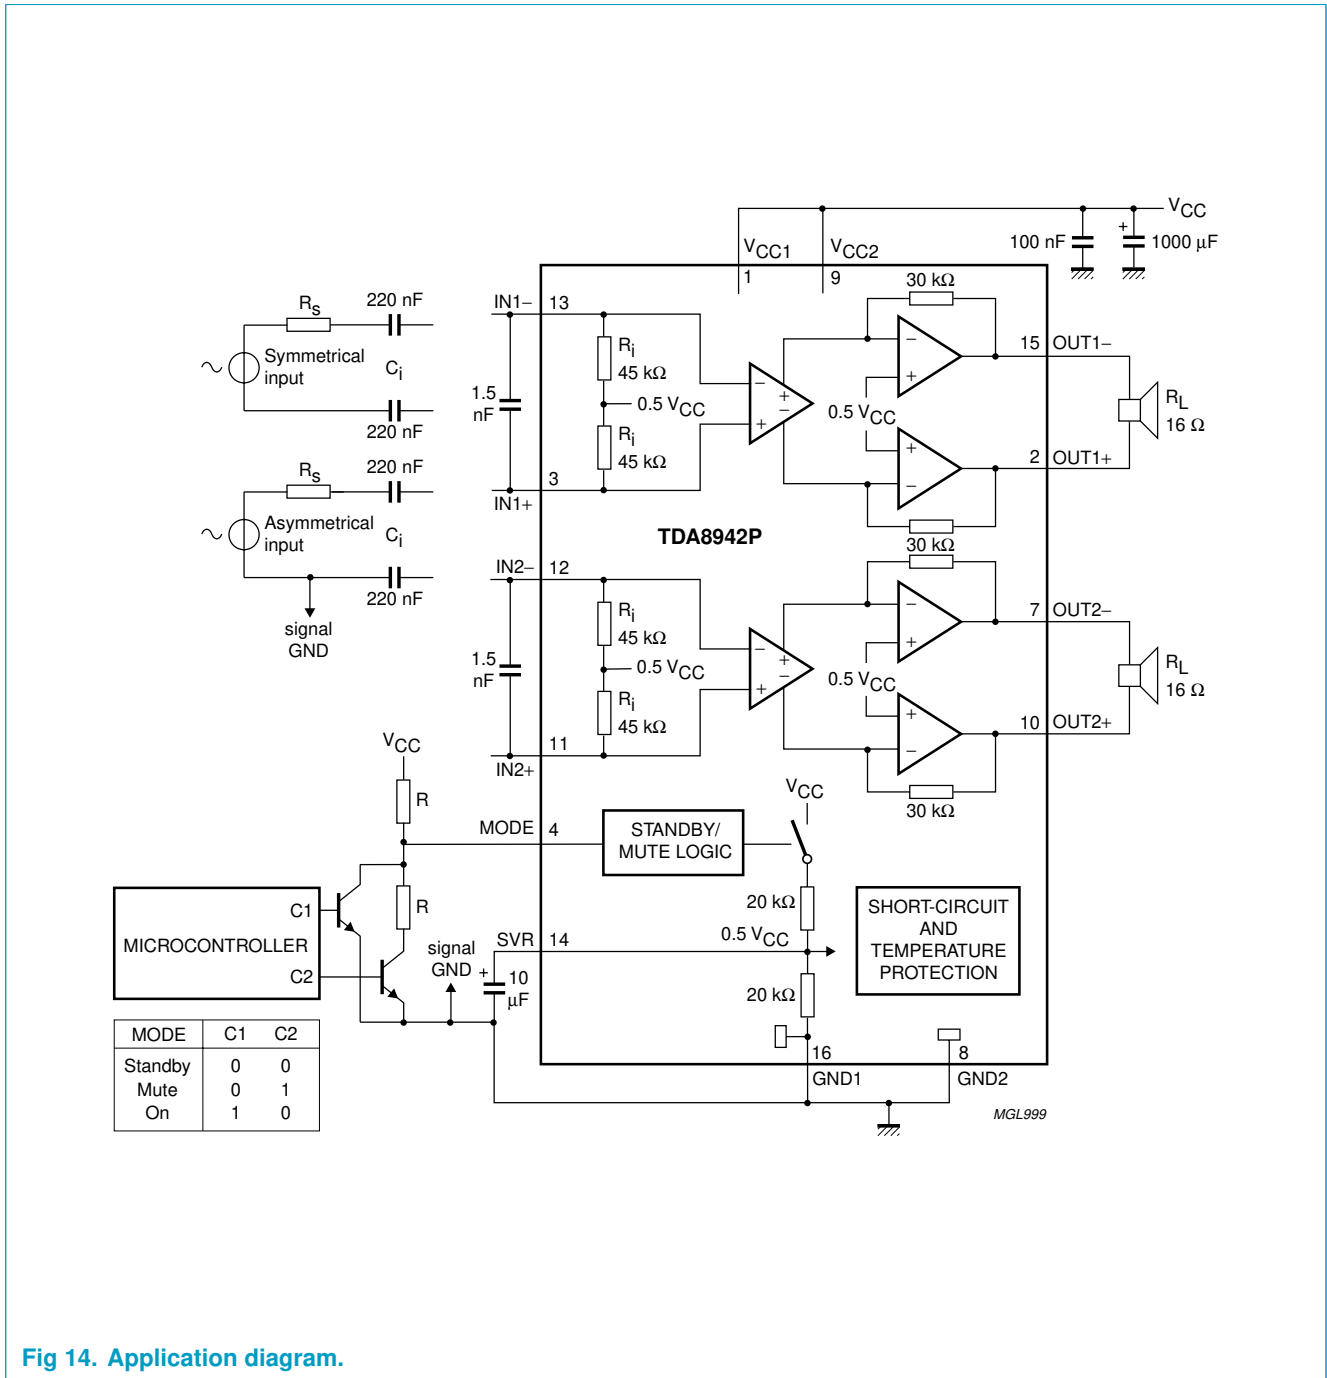 VCC
100 nF
1000 μF
+
VCC1
VCC2
1
9
220 nF
Rs
Symmetrical
input
Ci
220 nF
IN1−
13
Ri
45 kΩ
1.5
nF
0.5 VCC
Ri
45 kΩ
3
IN1+
−
+
−
+
30 kΩ
−
+
0.5 VCC
+
−
30 kΩ
15
OUT1−
RL
16 Ω
2
OUT1+
220 nF
Rs
Asymmetrical
input
Ci
220 nF
signal
GND
TDA8942P
IN2−
12
Ri
45 kΩ
1.5
nF
0.5 VCC
Ri
45 kΩ
11
IN2+
−
+
−
+
30 kΩ
−
+
0.5 VCC
+
−
30 kΩ
7
OUT2−
RL
16 Ω
10
OUT2+
VCC
R
MODE
4
STANDBY/
MUTE LOGIC
VCC
R
C1
MICROCONTROLLER
C2
signal
GND
+
10
μF
SVR
14
20 kΩ
0.5 VCC
20 kΩ
SHORT-CIRCUIT
AND
TEMPERATURE
PROTECTION
16
GND1
8
GND2
MODE C1 C2
Standby 0 0
Mute 0 1
On 1 0
MGL999
Fig 14. Application diagram.